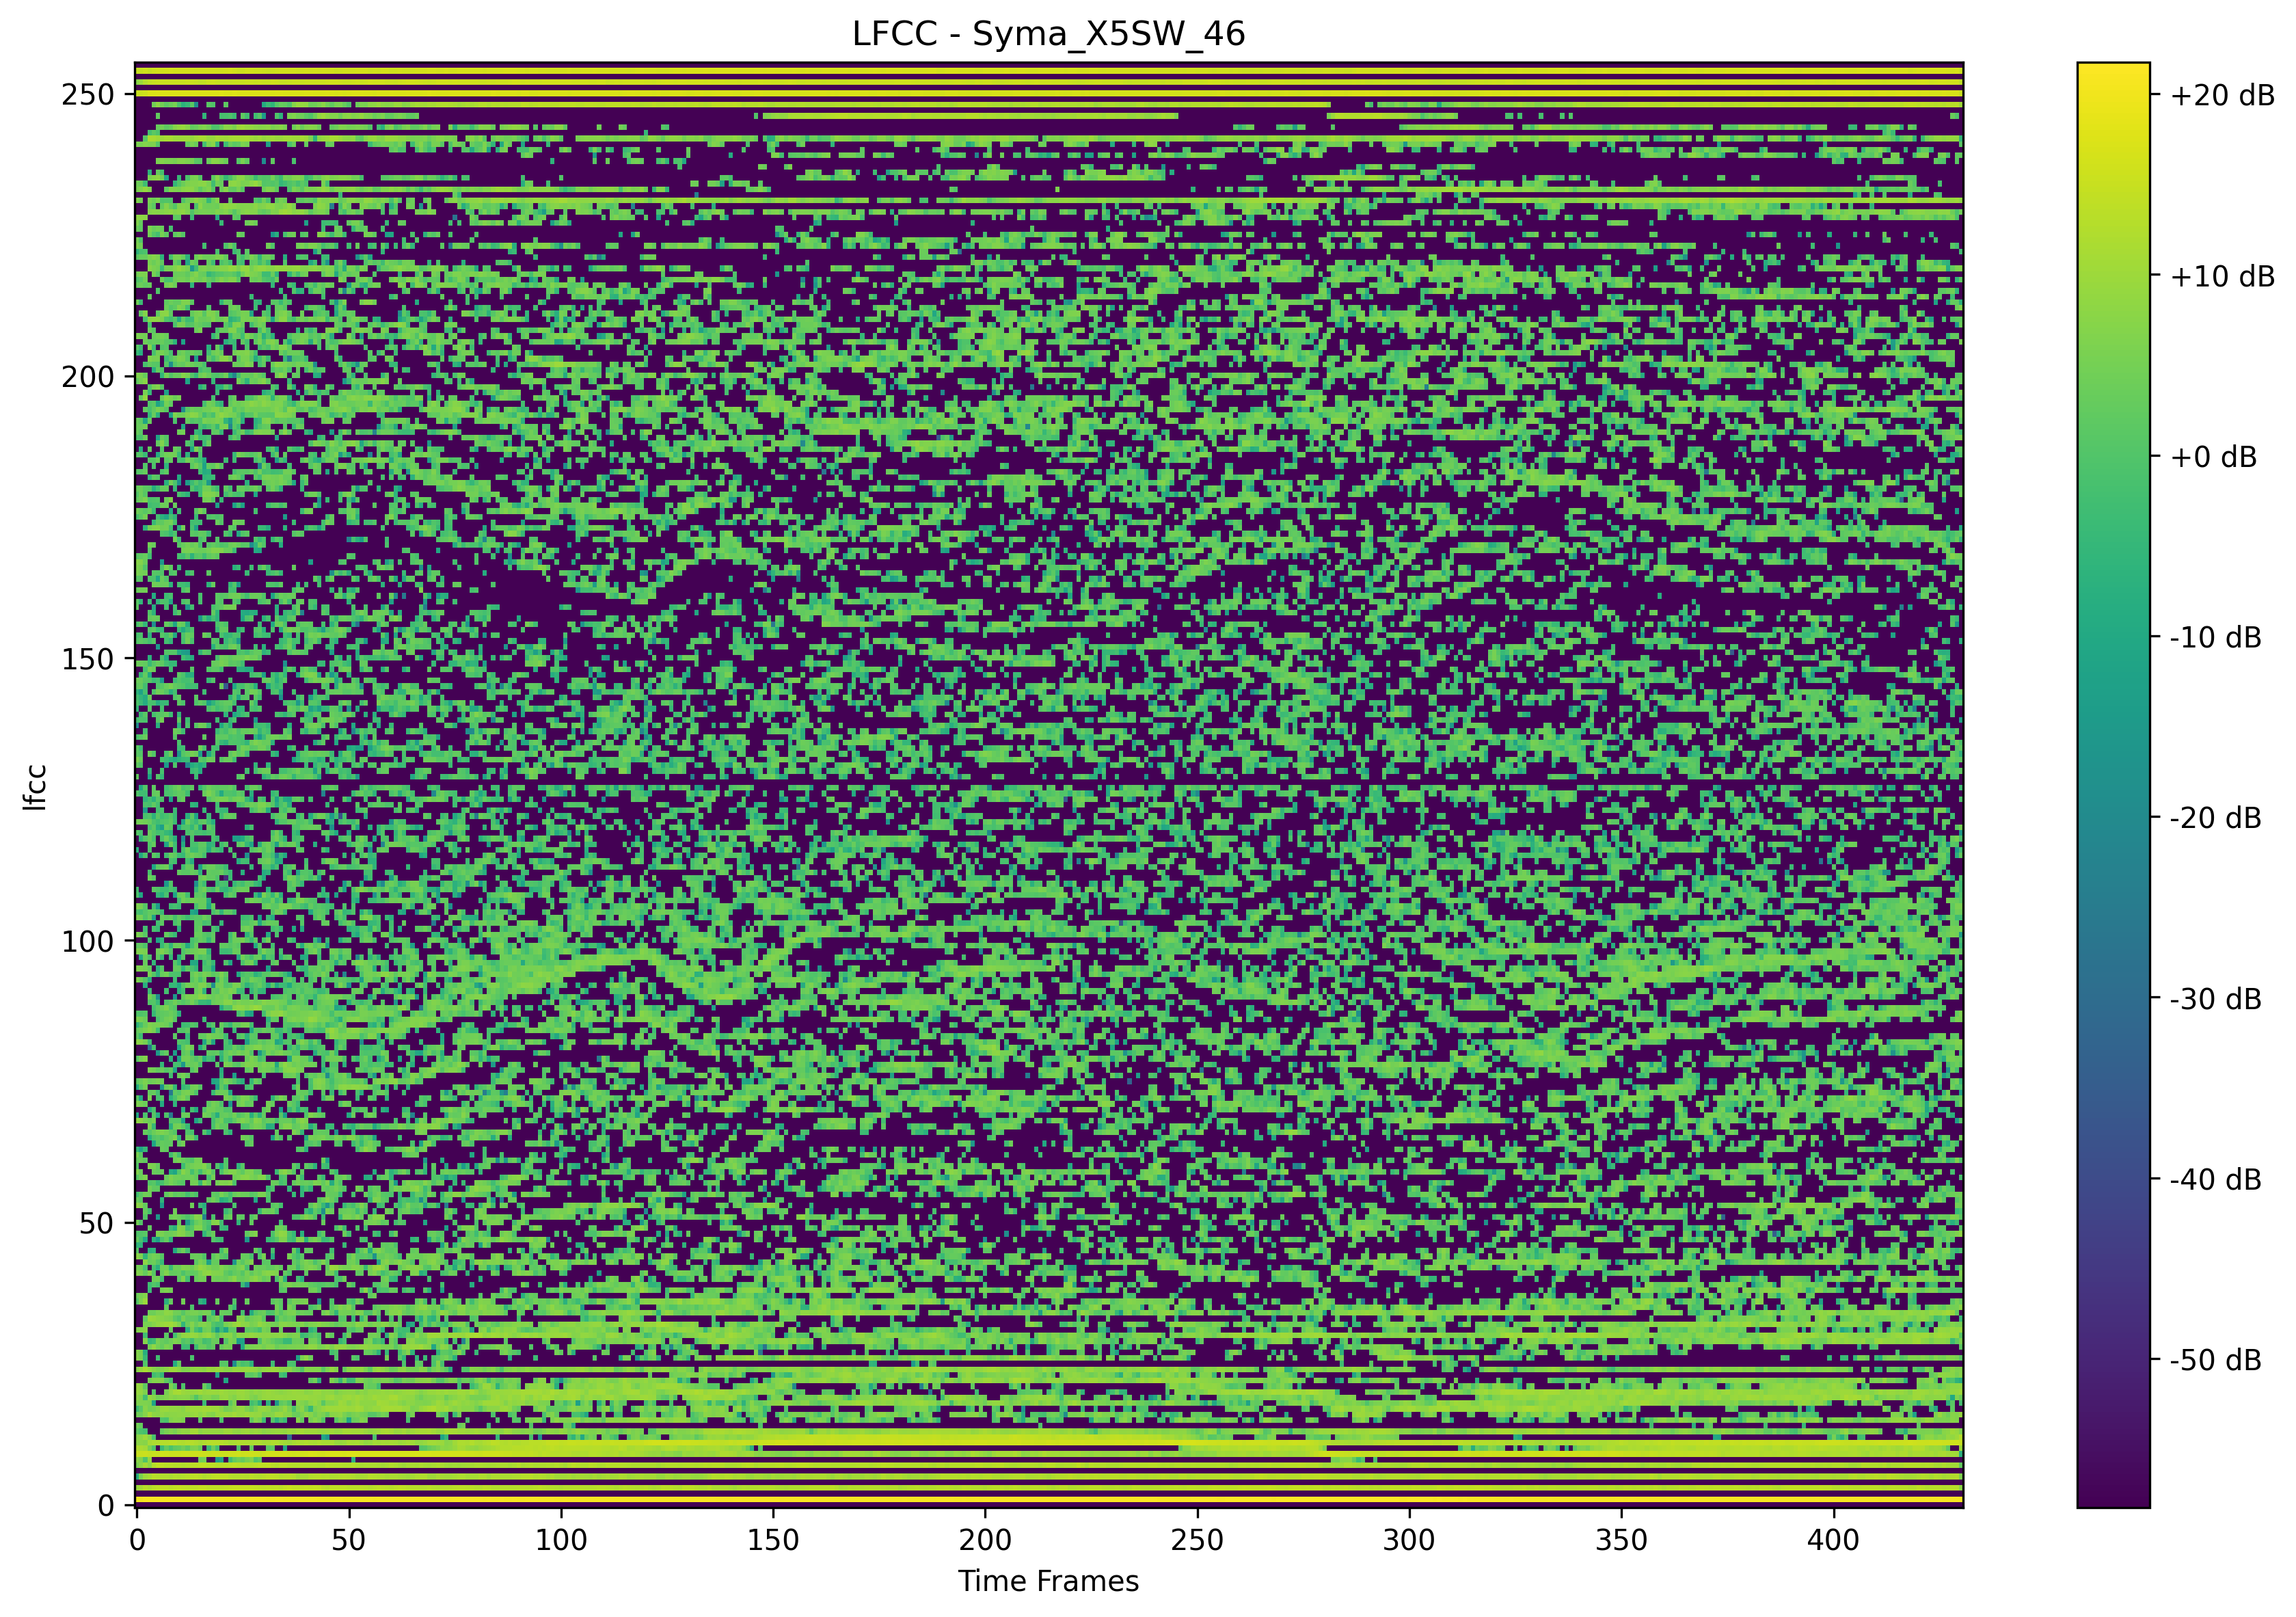 LFCC - Syma_X5SW_46
250
200
150
100
50
0
lfcc
0 50 100 150 200 250 300 350 400
Time Frames
+20 dB
+10 dB
+0 dB
-10 dB
-20 dB
-30 dB
-40 dB
-50 dB